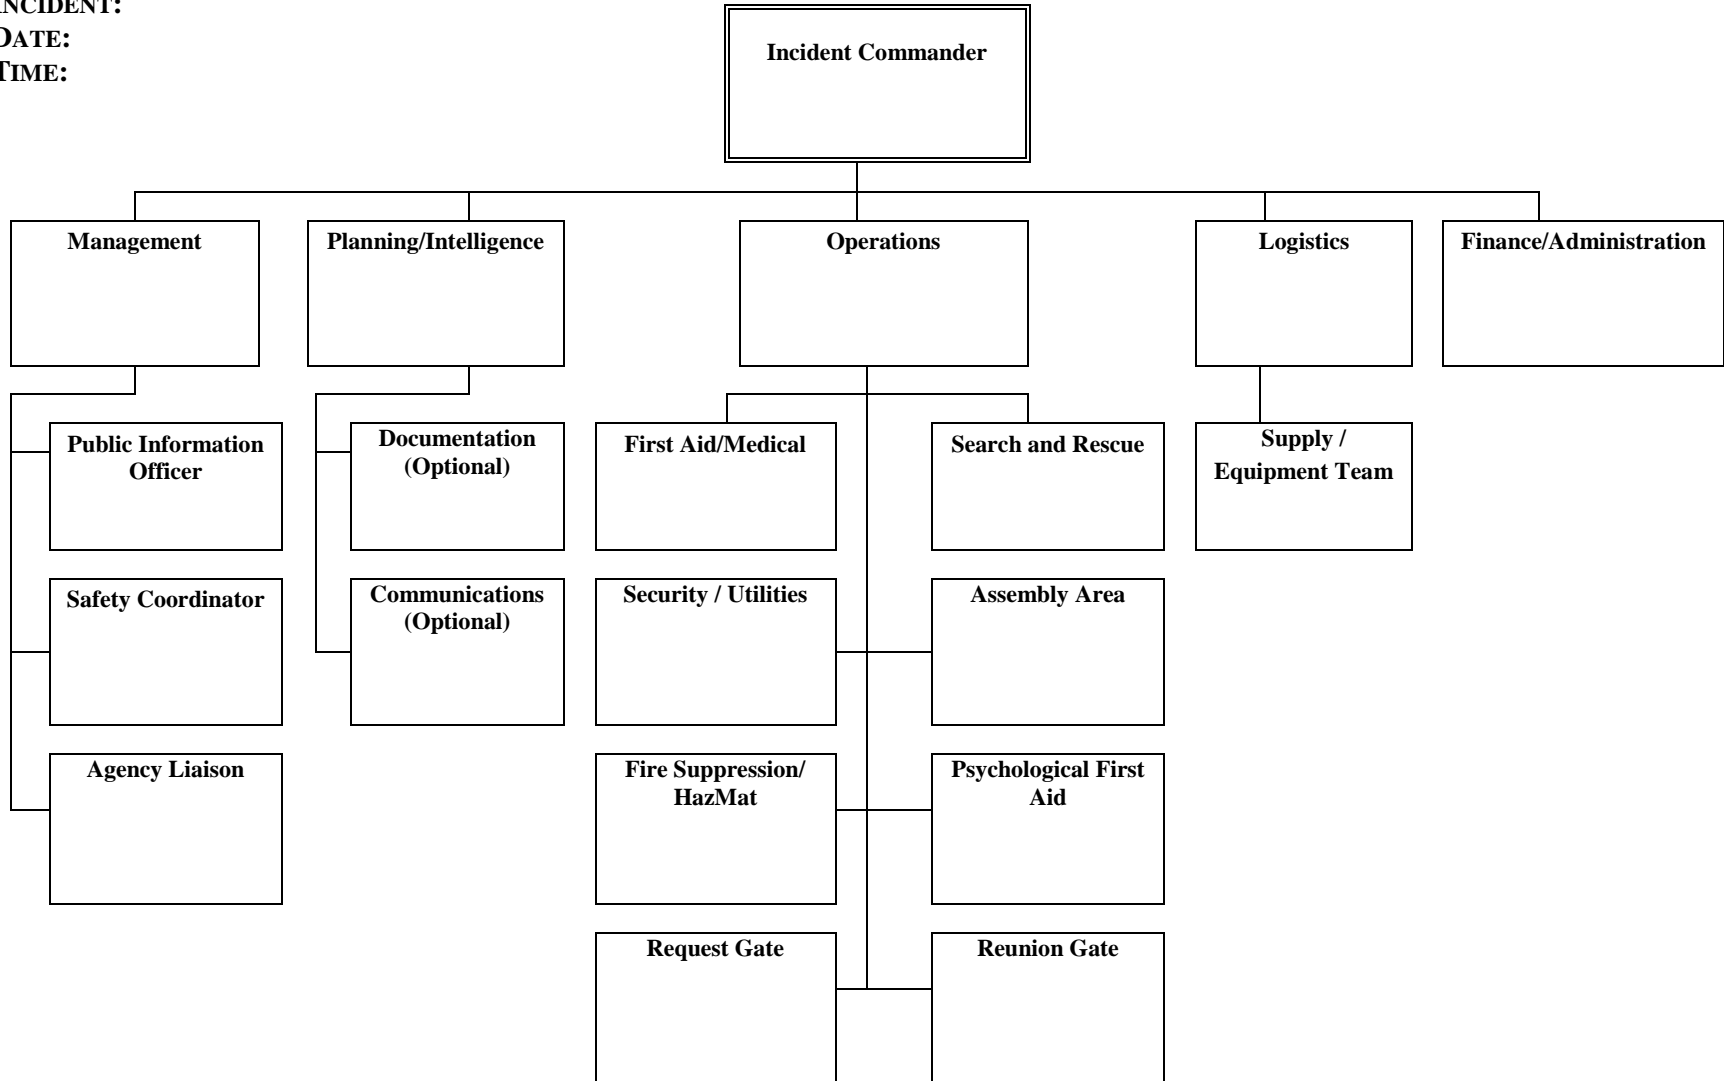 INCIDENT:
DATE:
TIME:
Incident Commander
Management
Planning/Intelligence
Operations
Logistics
Finance/Administration
Public Information
Officer
Documentation
(Optional)
First Aid/Medical
Search and Rescue
Supply /
Equipment Team
Safety Coordinator
Communications
(Optional)
Security / Utilities
Assembly Area
Agency Liaison
Fire Suppression/
HazMat
Psychological First
Aid
Request Gate
Reunion Gate